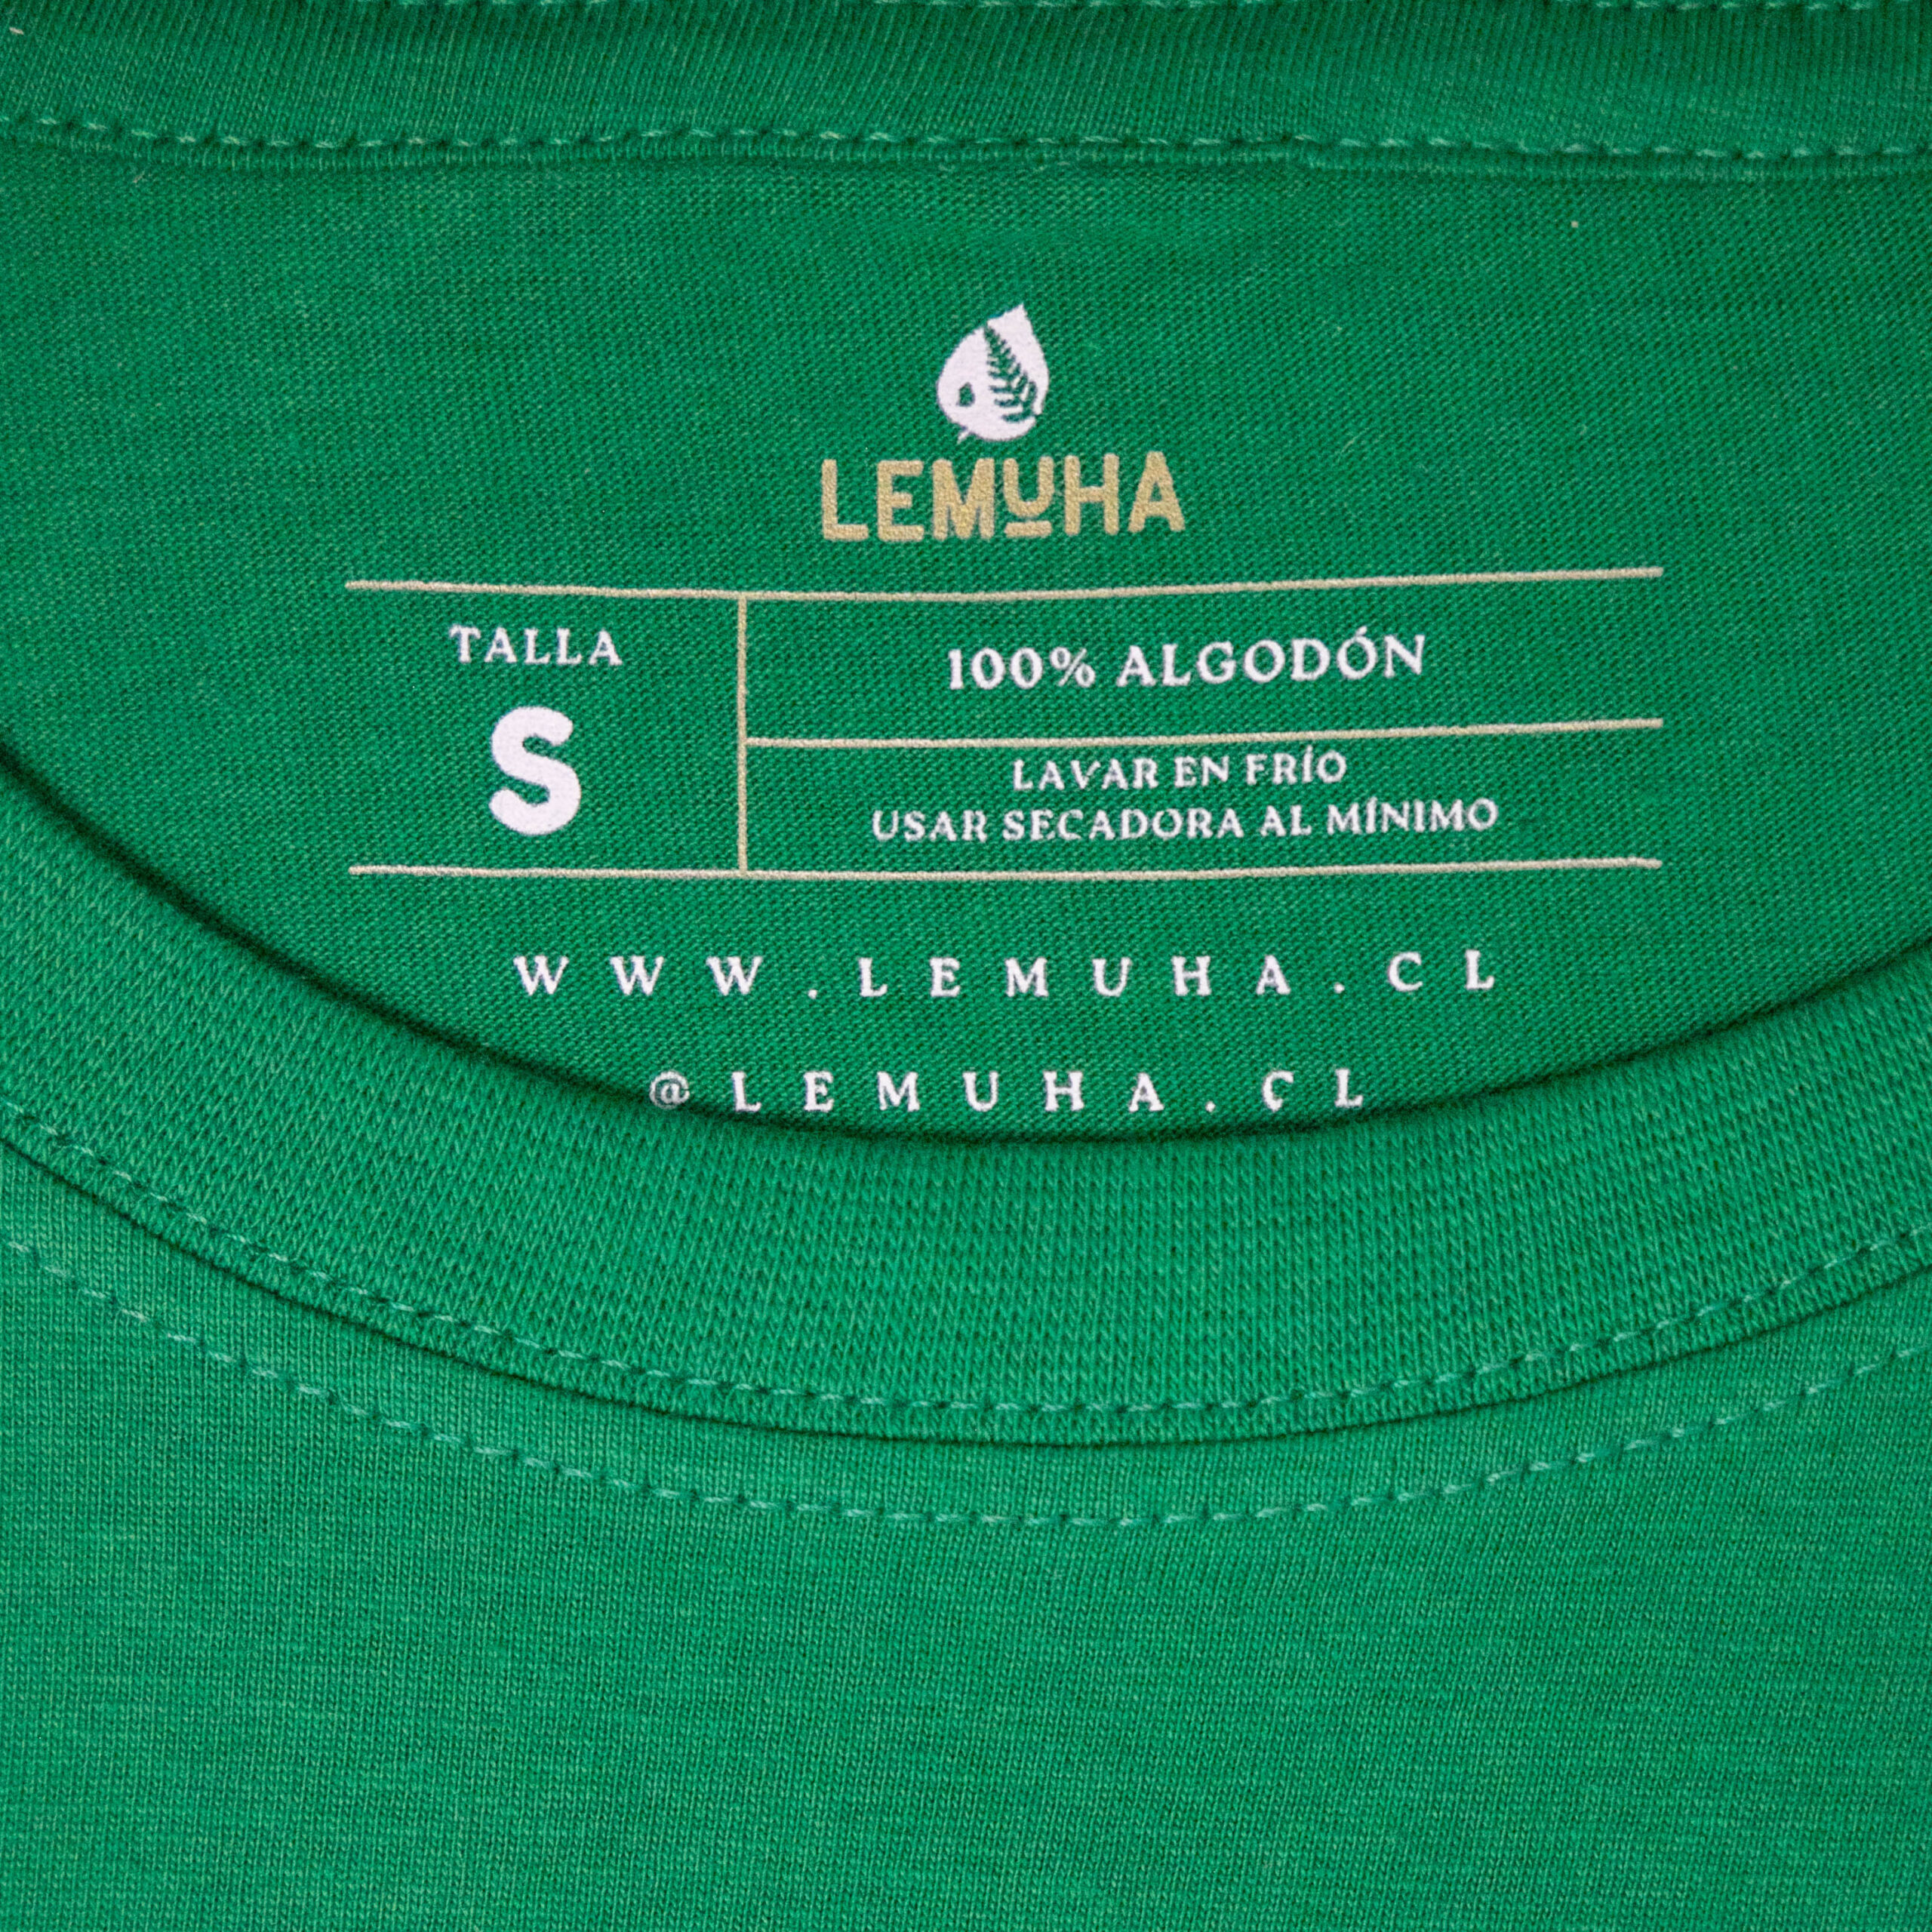 LEMUHA
TALLA
S
100% ALGODÓN
LAVAR EN FRÍO
USAR SECADORA AL MÍNIMO
WWW.LEMUHA.CL
@LEMUHA.CL